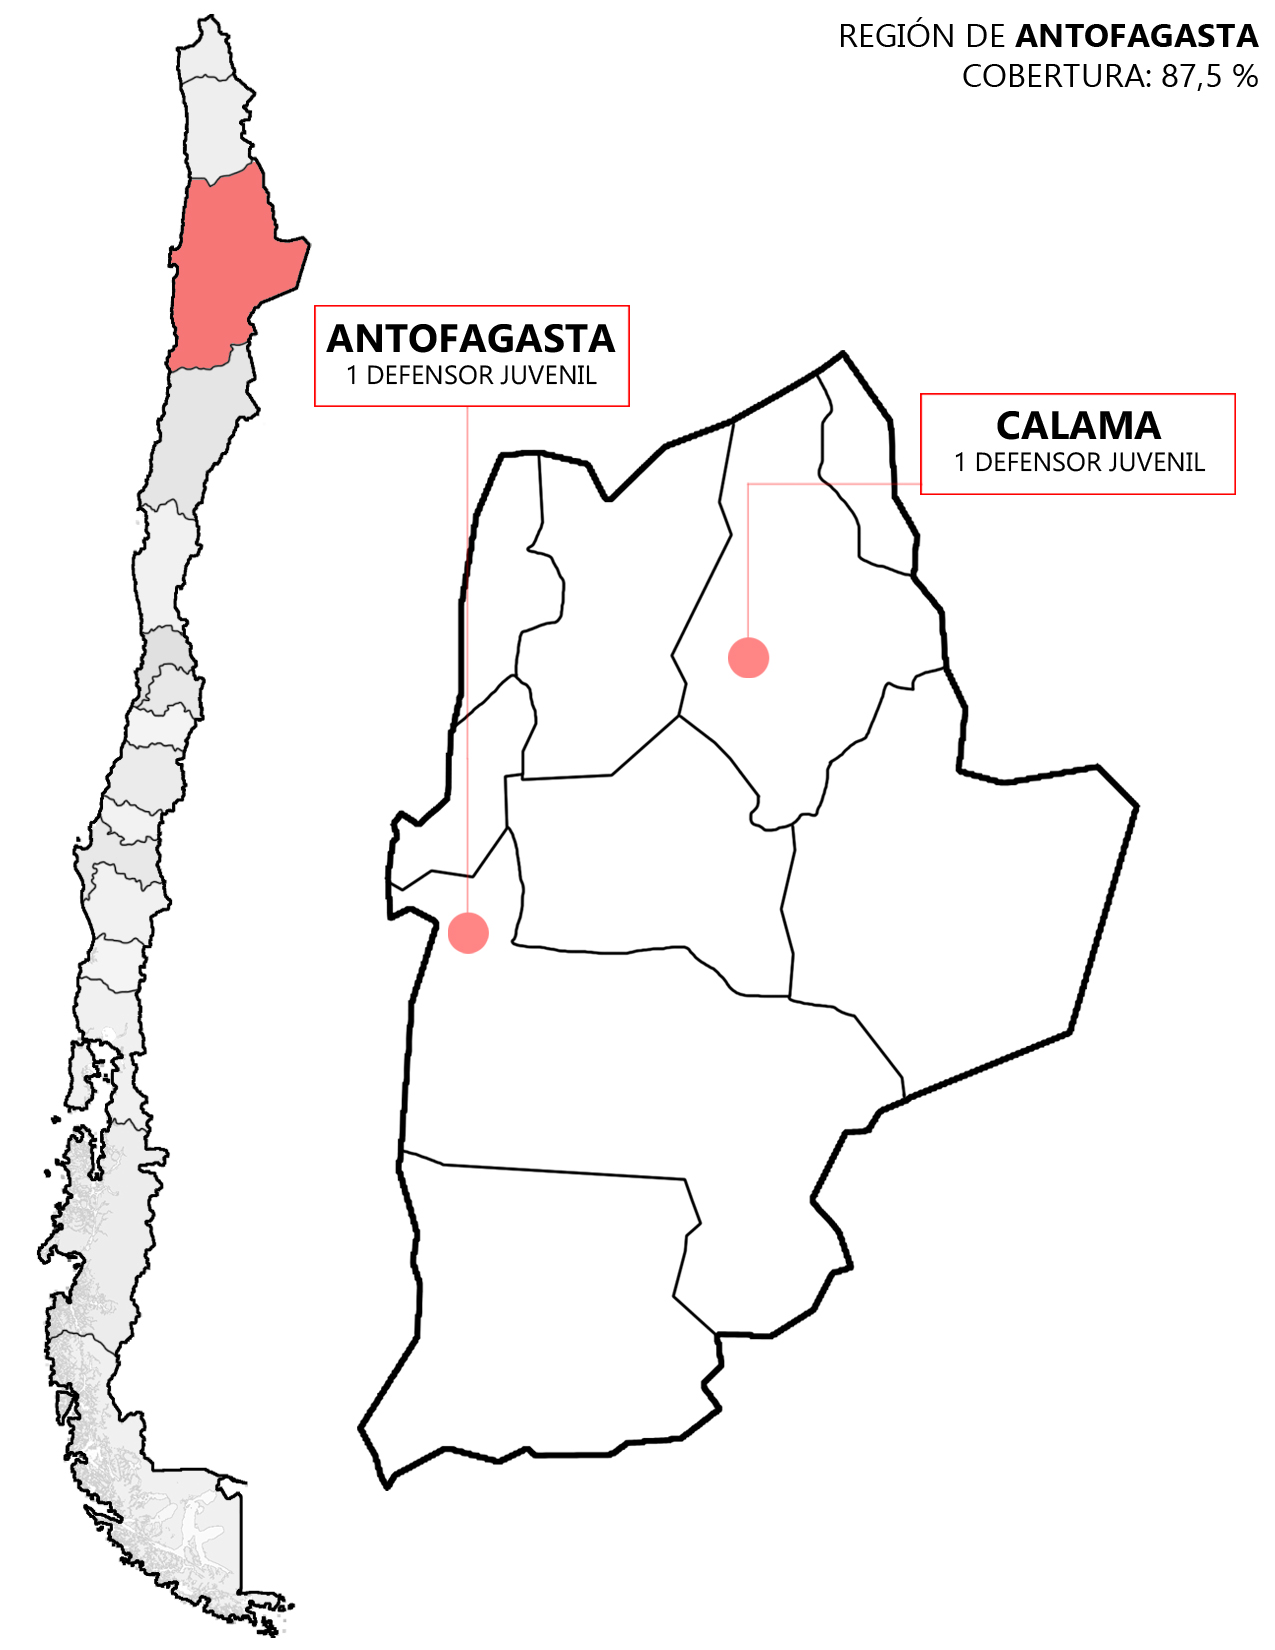 REGIÓN DE ANTOFAGASTA
COBERTURA: 87,5 %
ANTOFAGASTA
1 DEFENSOR JUVENIL
CALAMA
1 DEFENSOR JUVENIL